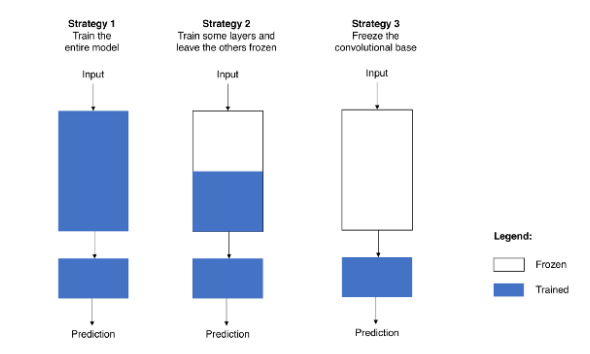 Strategy 1
Train the
entire model
Strategy 2
Train some layers and
leave the others frozen
Strategy 3
Freeze the
convolutional base
Input
Input
Input
Legend:
Frozen
Trained
Prediction
Prediction
Prediction